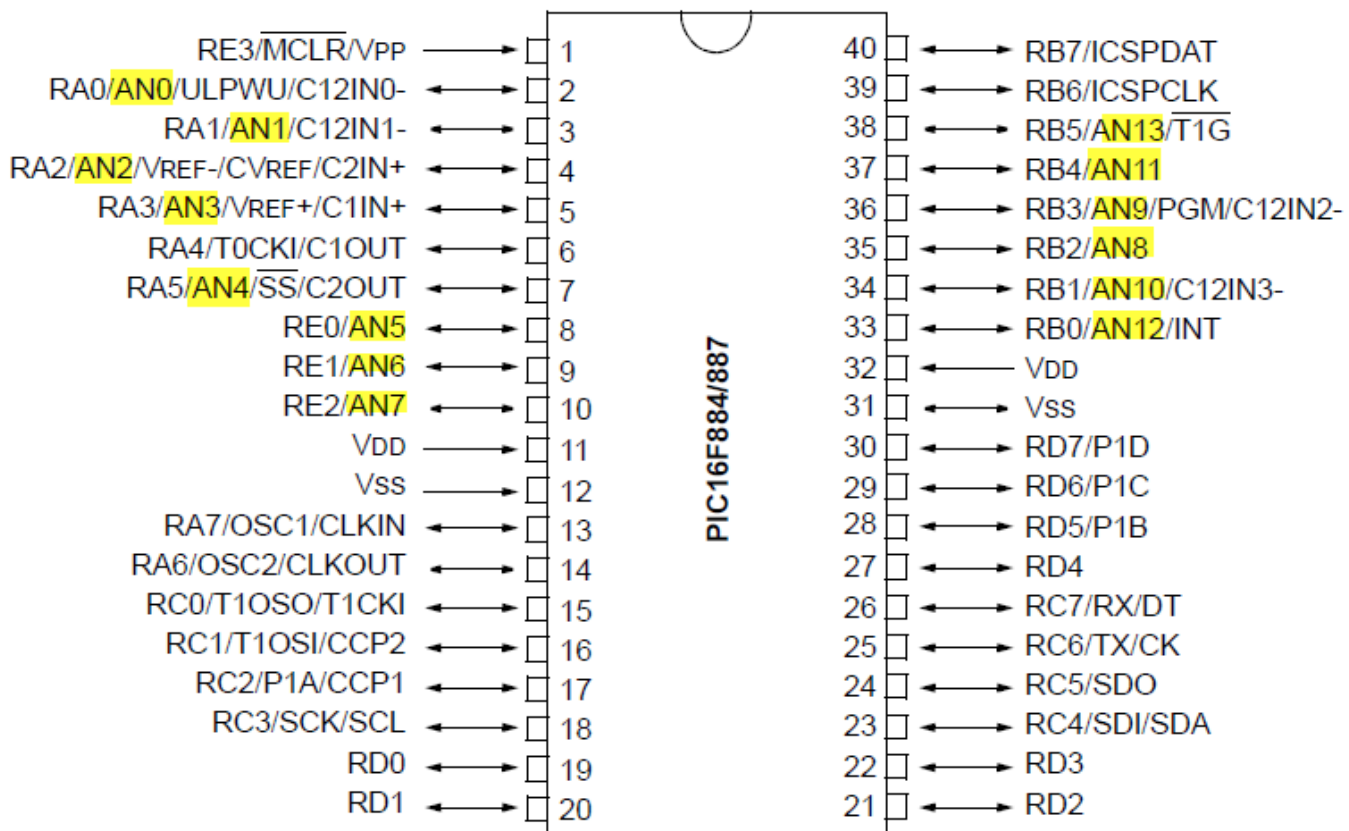 RE3/MCLR/VPP 1
RA0/AN0/ULPWU/C12IN0- 2
RA1/AN1/C12IN1- 3
RA2/AN2/VREF-/CVREF/C2IN+ 4
RA3/AN3/VREF+/C1IN+ 5
RA4/T0CKI/C1OUT 6
RA5/AN4/SS/C2OUT 7
RE0/AN5 8
RE1/AN6 9
RE2/AN7 10
VDD 11
VSS 12
RA7/OSC1/CLKIN 13
RA6/OSC2/CLKOUT 14
RC0/T1OSO/T1CKI 15
RC1/T1OSI/CCP2 16
RC2/P1A/CCP1 17
RC3/SCK/SCL 18
RD0 19
RD1 20
PIC16F884/887
40 RB7/ICSPDAT
39 RB6/ICSPCLK
38 RB5/AN13/T1G
37 RB4/AN11
36 RB3/AN9/PGM/C12IN2-
35 RB2/AN8
34 RB1/AN10/C12IN3-
33 RB0/AN12/INT
32 VDD
31 VSS
30 RD7/P1D
29 RD6/P1C
28 RD5/P1B
27 RD4
26 RC7/RX/DT
25 RC6/TX/CK
24 RC5/SDO
23 RC4/SDI/SDA
22 RD3
21 RD2